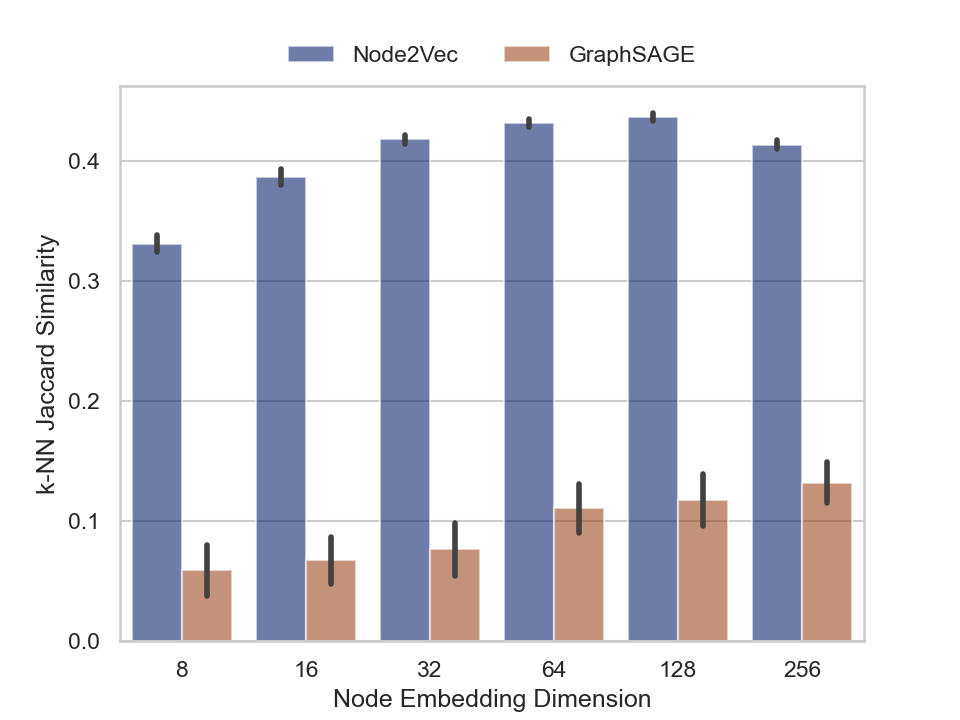 Node2Vec GraphSAGE
k-NN Jaccard Similarity
0.4
0.3
0.2
0.1
0.0
8 16 32 64 128 256
Node Embedding Dimension